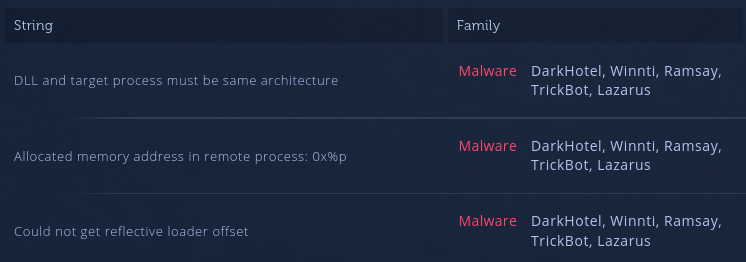 String Family
DLL and target process must be same architecture
Malware DarkHotel, Winnti, Ramsay,
TrickBot, Lazarus
Allocated memory address in remote process: 0x%p
Malware DarkHotel, Winnti, Ramsay,
TrickBot, Lazarus
Could not get reflective loader offset
Malware DarkHotel, Winnti, Ramsay,
TrickBot, Lazarus